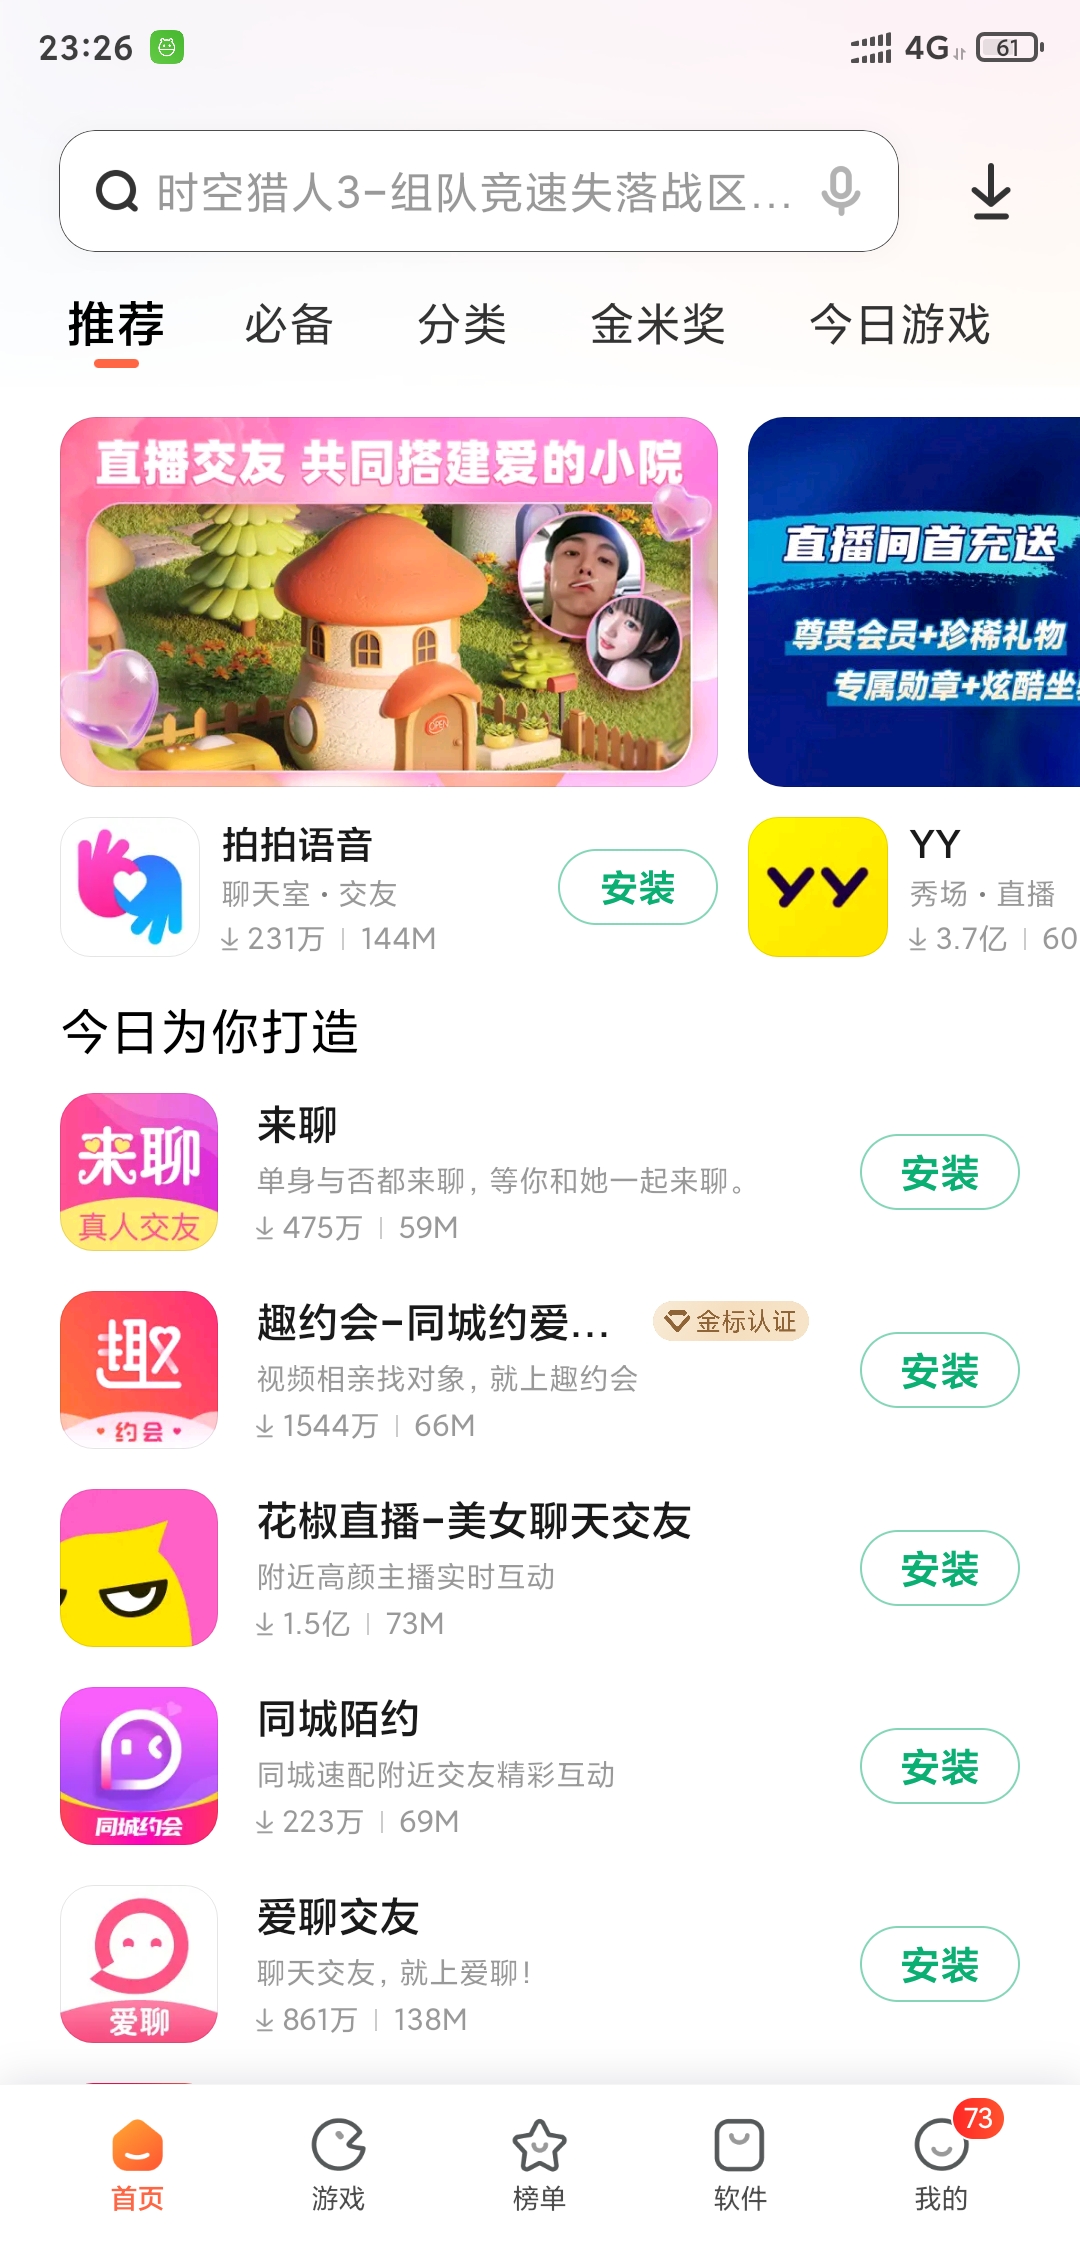 23:26
4G
61
时空猎人3-组队竞速失落战区...
推荐
必备
分类
金米奖
今日游戏
直播交友 共同搭建爱的小院
OPEN
直播间首充送
尊贵会员+珍稀礼物
专属勋章+炫酷坐
拍拍语音
聊天室·交友
231万 | 144M
安装
YY
YY
秀场·直播
3.7亿 | 60
今日为你打造
来聊
真人交友
来聊
单身与否都来聊，等你和她一起来聊。
475万 | 59M
安装
趣
约会
趣约会-同城约爱...
金标认证
视频相亲找对象，就上趣约会
1544万 | 66M
安装
花椒直播-美女聊天交友
附近高颜主播实时互动
1.5亿 | 73M
安装
同城约会
同城陌约
同城速配附近交友精彩互动
223万 | 69M
安装
爱聊
爱聊交友
聊天交友，就上爱聊！
861万 | 138M
安装
首页
游戏
榜单
软件
我的
73